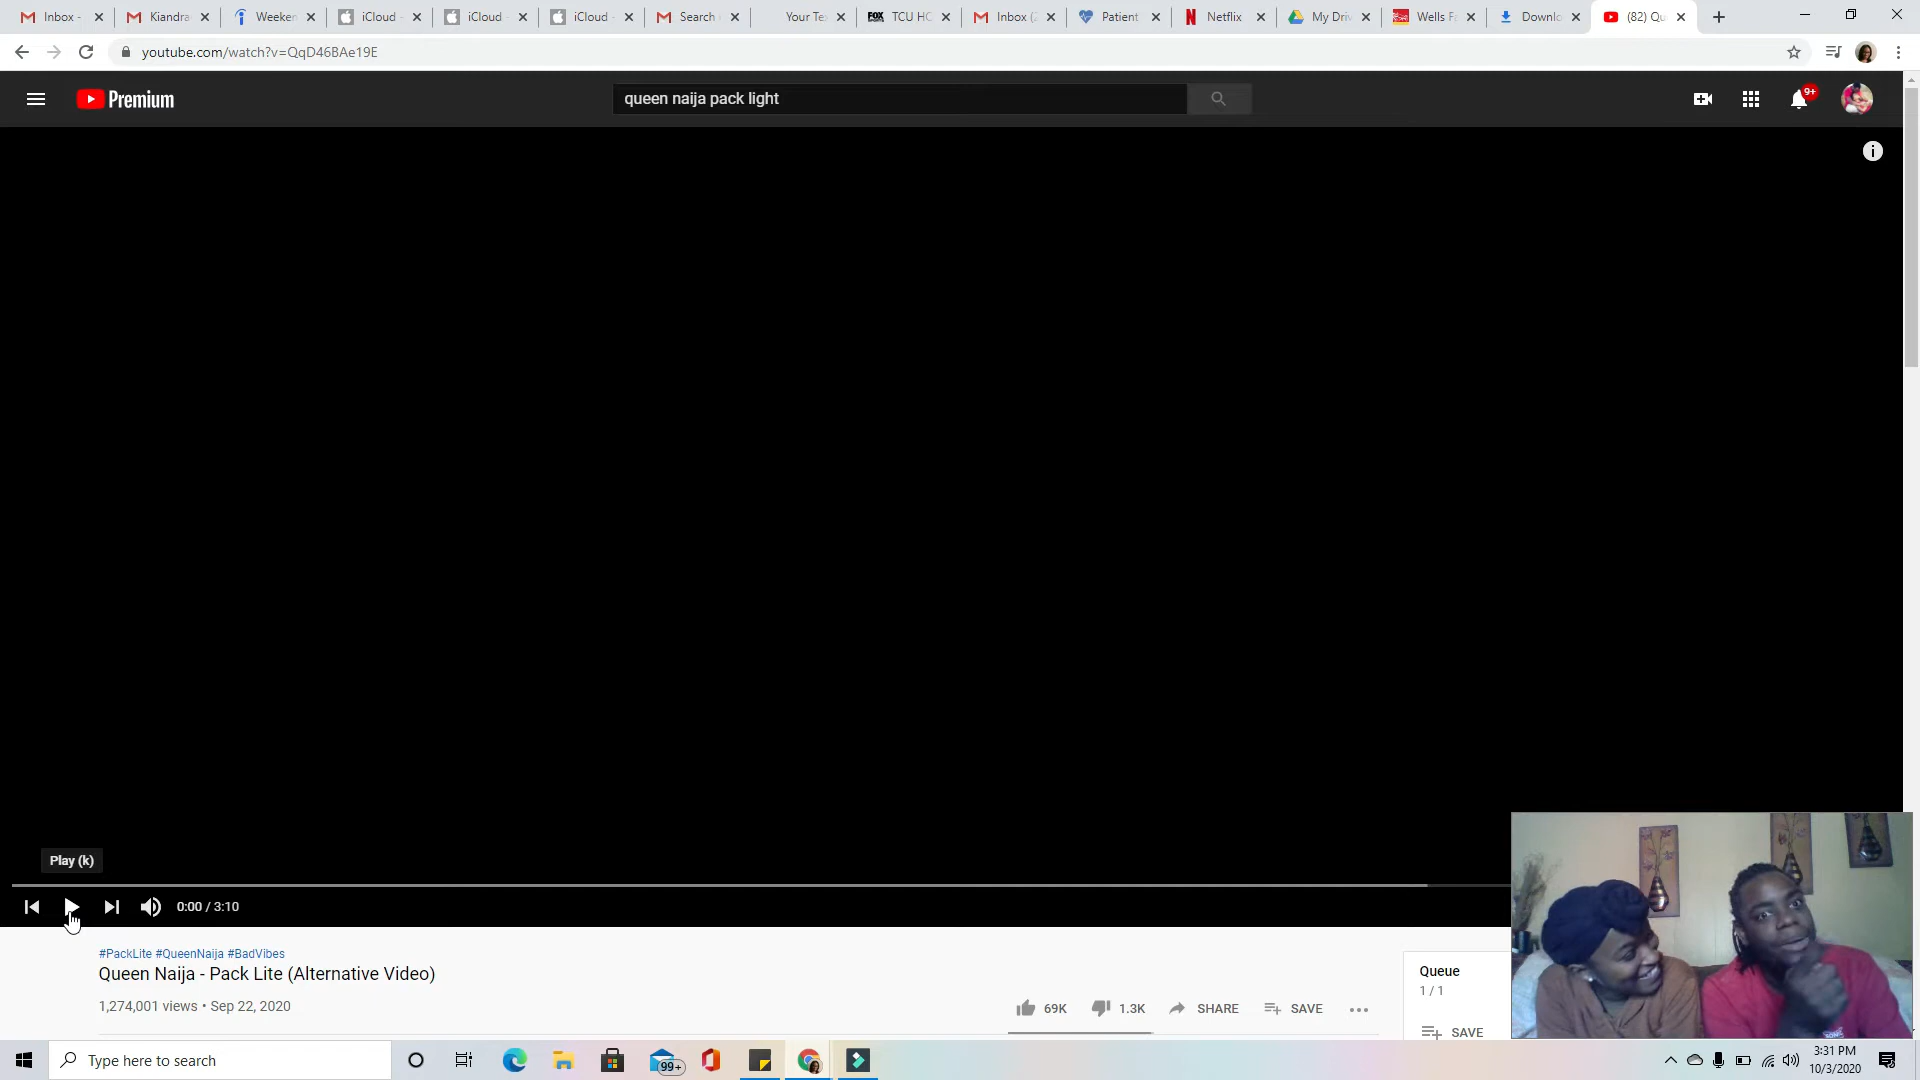 Inbox - Kiandra Weeken iCloud - iCloud - iCloud - Search Your Te TCU HC Inbox (2 Patient Netflix My Driv Wells Fa Downlo (82) Qu
youtube.com/watch?v=QqD46BAe19E
Premium queen naija pack light 9+
Play (k)
0:00 / 3:10
#PackLite #QueenNaija #BadVibes
Queen Naija - Pack Lite (Alternative Video)
1,274,001 views • Sep 22, 2020
69K 1.3K SHARE SAVE
Queue
1 / 1
SAVE
Type here to search 99+
3:31 PM
10/3/2020